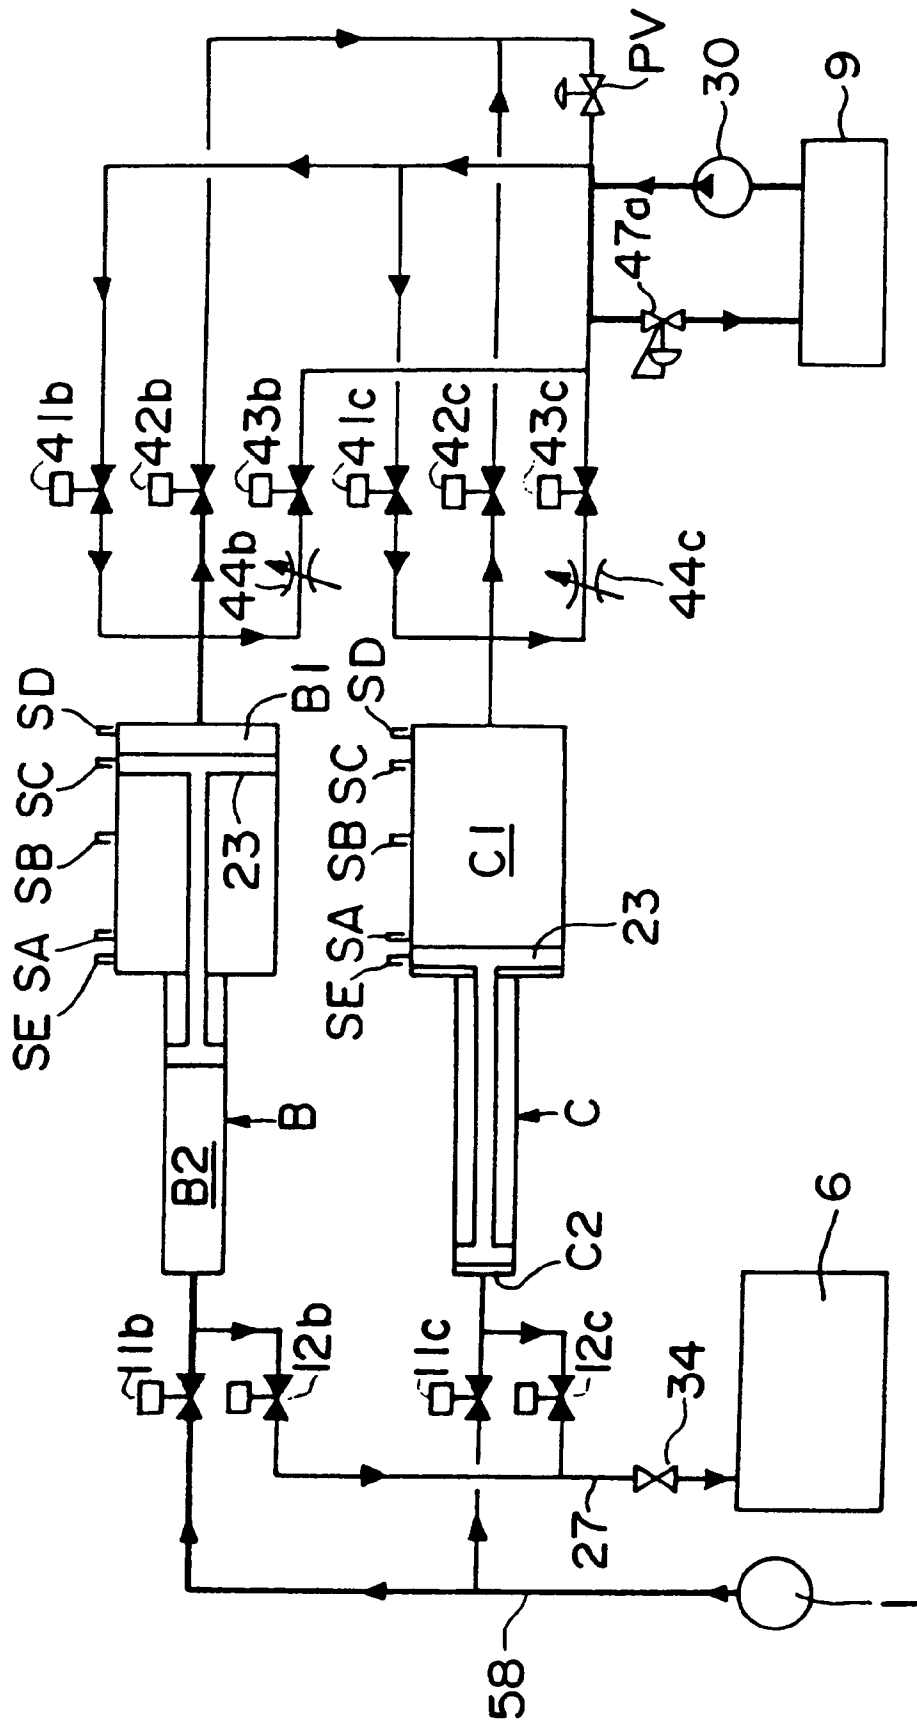 SE SA SB SC SD
41b
11b
42b
B2
44b
23
43b
B
B1
12b
SE SA SB SC SD
41c
11c
42c
C1
C
58
43c
C2
12c
27
23
47a
PV
44c
34
30
6
9
1